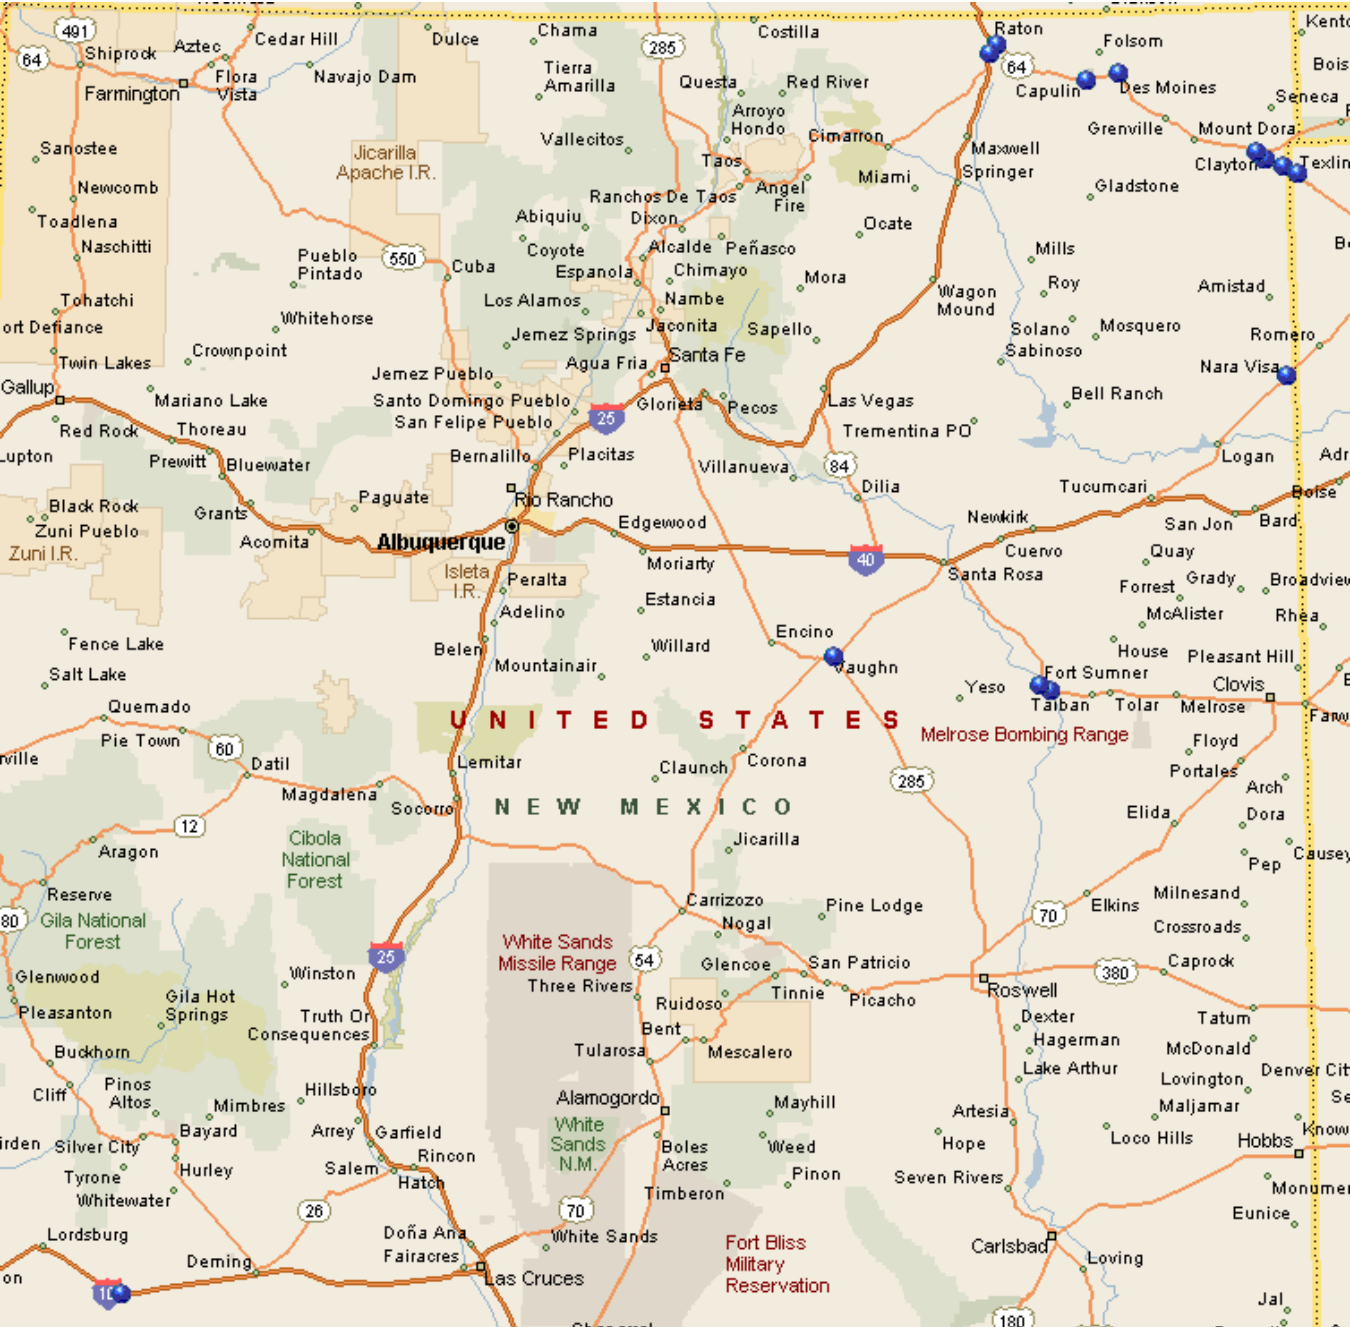 491
64
Shiprock
Aztec
Cedar Hill
Dulce
Chama
285
Costilla
Raton
Folsom
Farmington
Flora
Vista
Navajo Dam
Tierra
Amarilla
Questa
Red River
64
Capulin
Des Moines
Seneca
Arroyo
Hondo
Vallecitos
Cimarron
Grenville
Mount Dora
Sanostee
Jicarilla
Apache I.R.
Taos
Maxwell
Springer
Clayton
Newcomb
Angel
Fire
Miami
Gladstone
Toadlena
Ranchos De Taos
Abiquiu
Dixon
Ocate
Naschitti
Pueblo
Pintado
550
Cuba
Coyote
Alcalde
Peñasco
Mills
Espanola
Chimayo
Mora
Roy
Amistad
Tohatchi
Los Alamos
Nambe
Wagon
Mound
Whitehorse
Jemez Springs
Jaconita
Sapello
Solano
Sabinoso
Mosquero
Romero
Twin Lakes
Crownpoint
Agua Fria
Santa Fe
Nara Visa
Gallup
Mariano Lake
Jemez Pueblo
Santo Domingo Pueblo
San Felipe Pueblo
25
Glorieta
Pecos
Las Vegas
Bell Ranch
Red Rock
Thoreau
Trementina PO
Lupton
Prewitt
Bluewater
Bernalillo
Placitas
Villanueva
84
Dilia
Logan
Tucumcari
Black Rock
Zuni Pueblo
Zuni I.R.
Grants
Paguate
Rio Rancho
Acomita
Albuquerque
Edgewood
Newkirk
San Jon
Bard
Boise
Isleta
I.R.
Peralta
Moriarty
40
Cuervo
Santa Rosa
Quay
Forrest
Grady
Adelino
Estancia
McAlister
Rhea
Fence Lake
Belen
Willard
Encino
House
Pleasant Hill
Salt Lake
Mountainair
Vaughn
Yeso
Fort Sumner
Clovis
Taiban
Tolar
Melrose
Quemado
Pie Town
60
UNITED STATES
Melrose Bombing Range
Floyd
Portales
Datil
Lemitar
Claunch
Corona
285
Arch
Magdalena
Socorro
NEW MEXICO
Elida
Dora
12
Cibola
National
Forest
Jicarilla
Causey
Aragon
Pep
Reserve
80
Gila National
Forest
Carrizozo
Nogal
Pine Lodge
70
Elkins
Milnesand
Crossroads
25
White Sands
Missile Range
54
Glenwood
Winston
Three Rivers
Glencoe
San Patricio
380
Caprock
Pleasanton
Gila Hot
Springs
Ruidoso
Tinnie
Picacho
Roswell
Truth Or
Consequences
Bent
Dexter
Tatum
Buckhorn
Tularosa
Mescalero
Hagerman
McDonald
Cliff
Pinos
Altos
Hillsboro
Lake Arthur
Lovington
Mimbres
Alamogordo
Mayhill
Artesia
Maljamar
Silver City
Bayard
Arrey
Garfield
White
Sands
N.M.
Boles
Acres
Weed
Hope
Loco Hills
Hobbs
Tyrone
Hurley
Salem
Rincon
Pinon
Seven Rivers
Whitewater
Hatch
Timberon
26
70
Eunice
Lordsburg
Doña Ana
Fairacres
White Sands
Fort Bliss
Military
Reservation
Carlsbad
Loving
Deming
Las Cruces
10
Jal
180